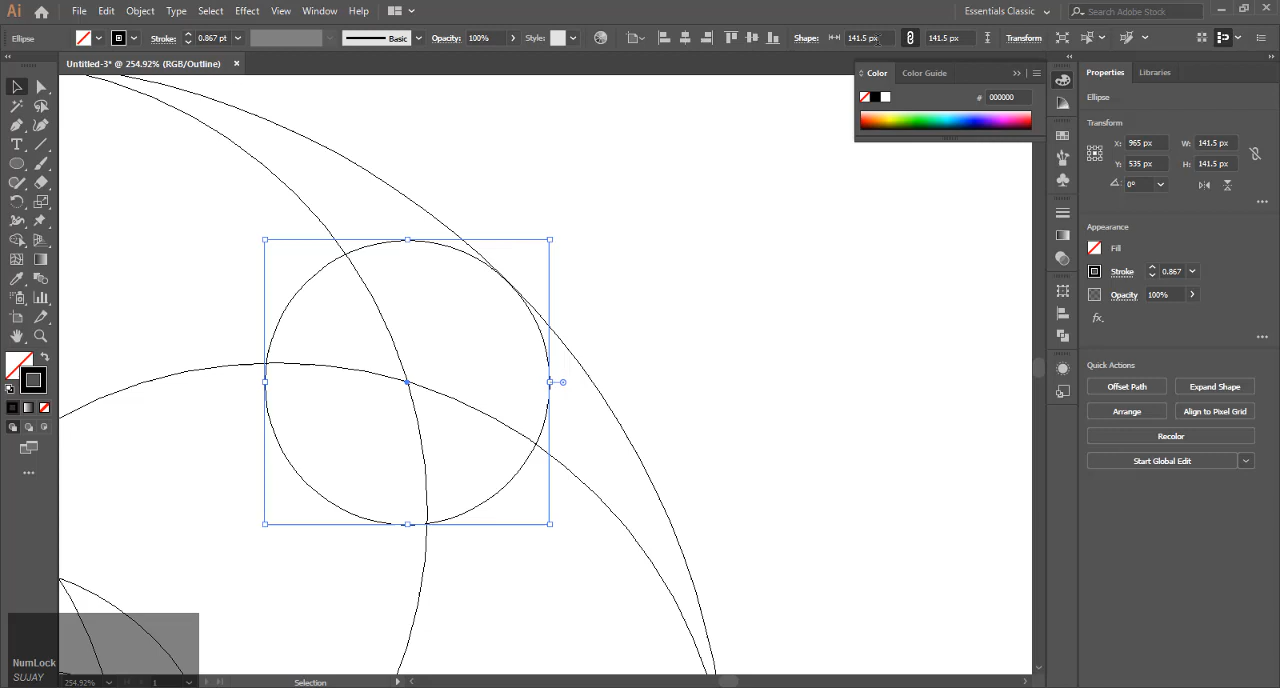 Ai File Edit Object Type Select Effect View Window Help Essentials Classic Search Adobe Stock
Ellipse Stroke: 0.867 pt Basic Opacity: 100% Style: Shape: 141.5 px 141.5 px Transform
Untitled-3* @ 254.92% (RGB/Outline) ×
Color Color Guide
Properties Libraries
# 000000
Ellipse
Transform
X: 965 px W: 141.5 px
Y: 535 px H: 141.5 px
0°
Appearance
Fill
Stroke 0.867
Opacity 100%
fx.
Quick Actions
Offset Path Expand Shape
Arrange Align to Pixel Grid
Recolor
Start Global Edit
NumLock
SUJAY
254.92% 1 Selection